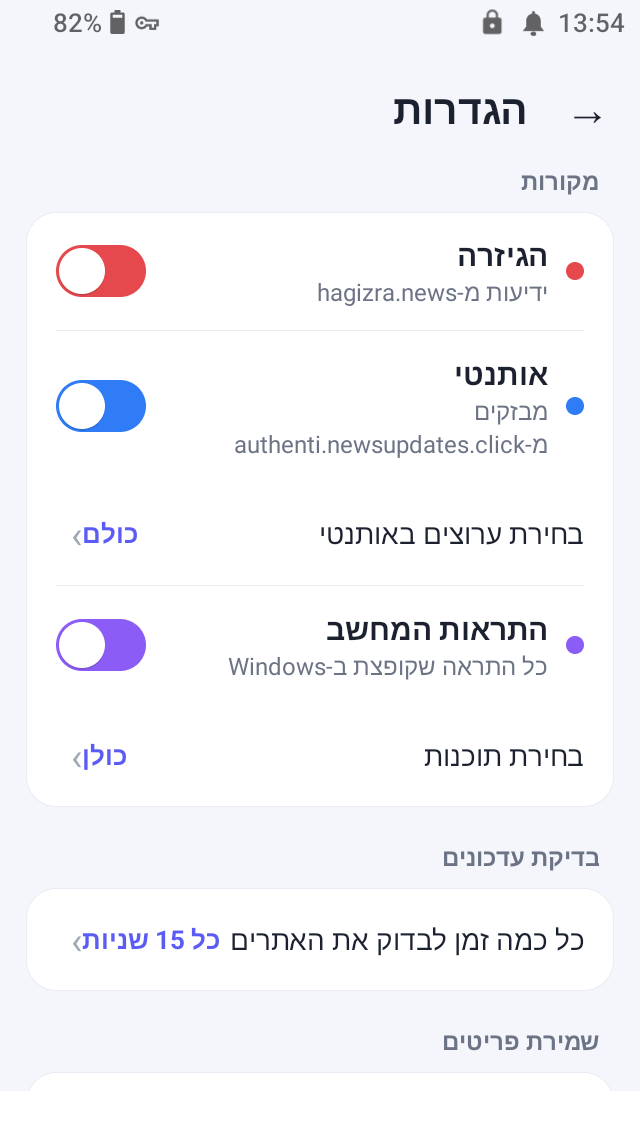 82% 13:54
→ הגדרות
מקורות
הגיזרה
ידיעות מ-hagizra.news
אותנטי
מבזקים
מ-authenti.newsupdates.click
בחירת ערוצים באותנטי כולם›
התראות המחשב
כל התראה שקופצת ב-Windows
בחירת תוכנות כולן›
בדיקת עדכונים
כל כמה זמן לבדוק את האתרים כל 15 שניות›
שמירת פריטים